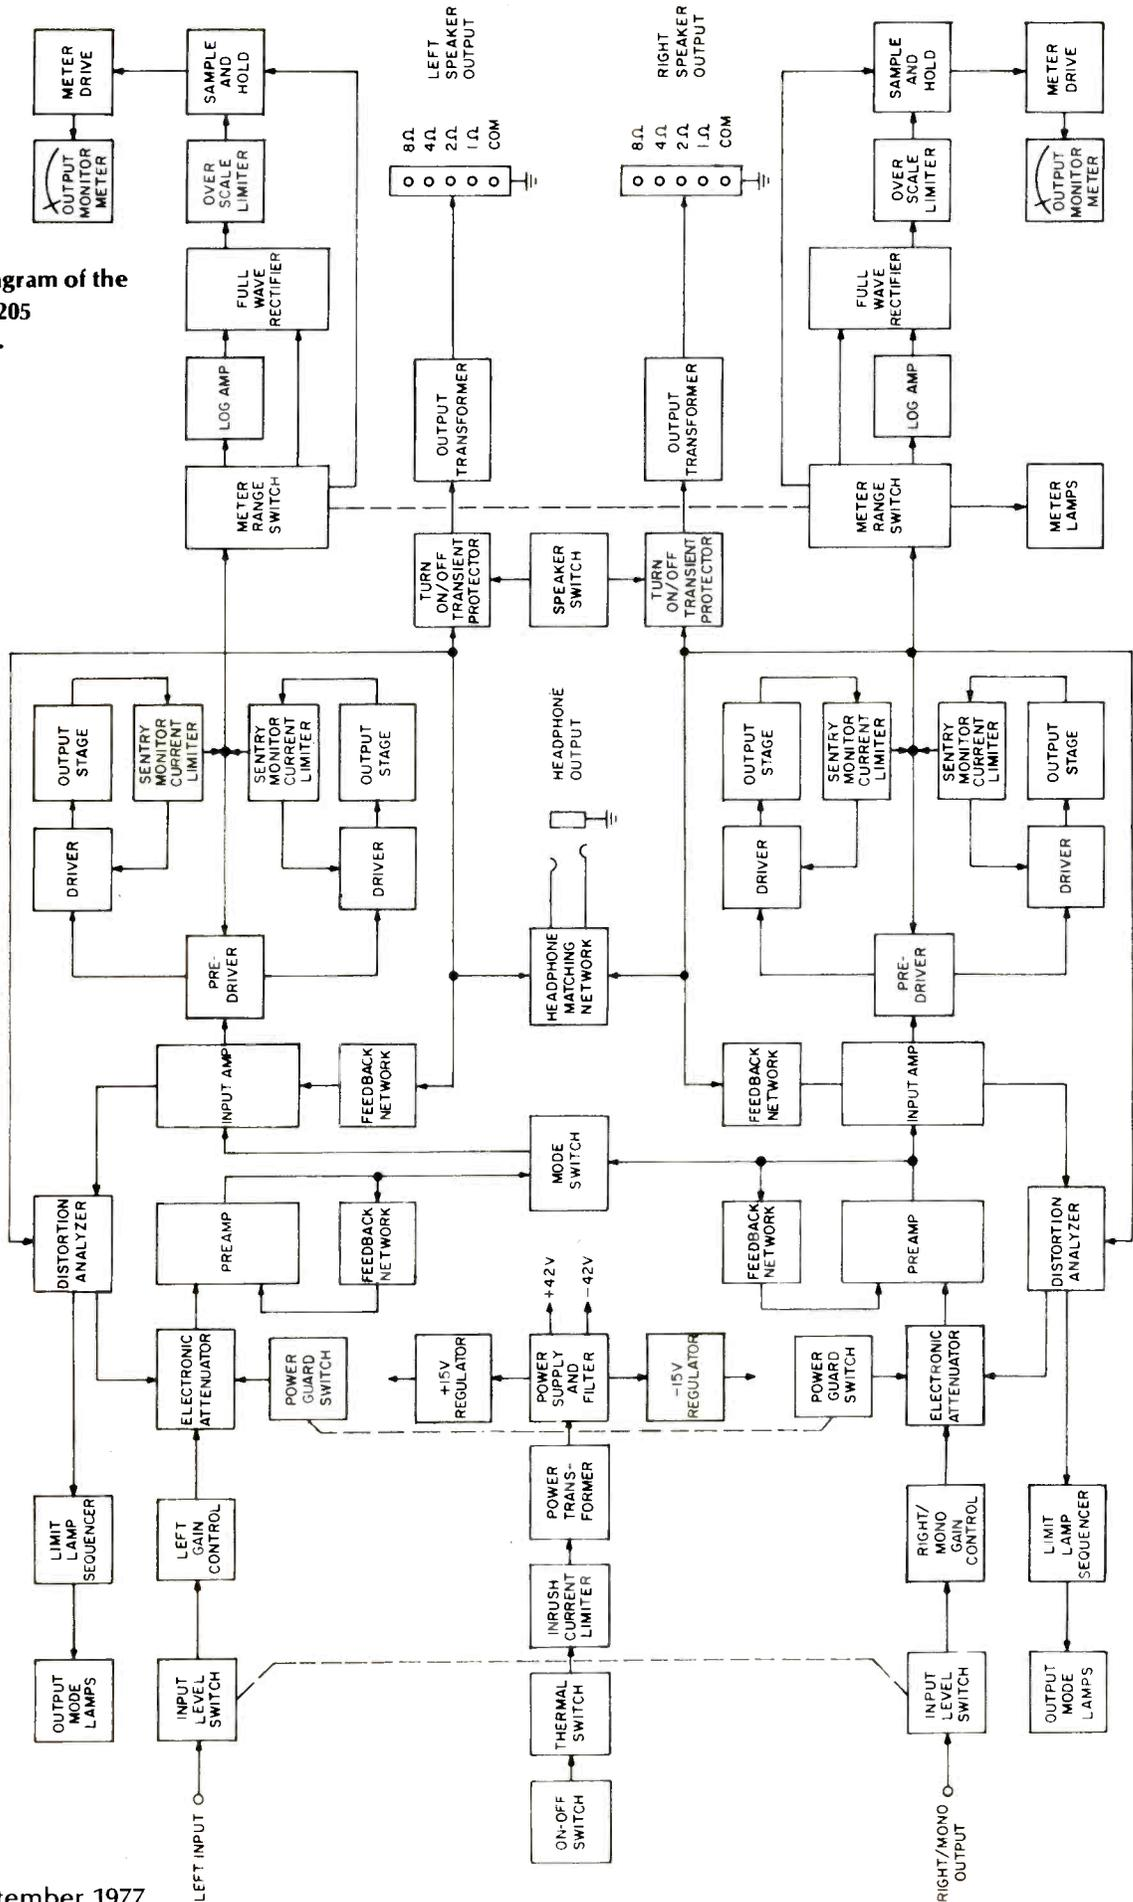 gram of the
205
.
METER
DRIVE
OUTPUT
MONITOR
METER
SAMPLE
AND
HOLD
OVER
SCALE
LIMITER
FULL
WAVE
RECTIFIER
LOG AMP
METER
RANGE
SWITCH
LEFT
SPEAKER
OUTPUT
8Ω
4Ω
2Ω
1Ω
COM
OUTPUT
TRANSFORMER
TURN
ON/OFF
TRANSIENT
PROTECTOR
SPEAKER
SWITCH
RIGHT
SPEAKER
OUTPUT
8Ω
4Ω
2Ω
1Ω
COM
OUTPUT
TRANSFORMER
TURN
ON/OFF
TRANSIENT
PROTECTOR
SAMPLE
AND
HOLD
METER
DRIVE
OVER
SCALE
LIMITER
OUTPUT
MONITOR
METER
FULL
WAVE
RECTIFIER
LOG AMP
METER
RANGE
SWITCH
METER
LAMPS
OUTPUT
STAGE
SENTRY
MONITOR
CURRENT
LIMITER
SENTRY
MONITOR
CURRENT
LIMITER
OUTPUT
STAGE
DRIVER
DRIVER
PRE-
DRIVER
INPUT AMP
FEEDBACK
NETWORK
HEADPHONE
OUTPUT
HEADPHONE
MATCHING
NETWORK
MODE
SWITCH
OUTPUT
STAGE
SENTRY
MONITOR
CURRENT
LIMITER
SENTRY
MONITOR
CURRENT
LIMITER
OUTPUT
STAGE
DRIVER
DRIVER
PRE-
DRIVER
FEEDBACK
NETWORK
INPUT AMP
DISTORTION
ANALYZER
PREAMP
FEEDBACK
NETWORK
ELECTRONIC
ATTENUATOR
POWER
GUARD
SWITCH
+15V
REGULATOR
+42V
-42V
POWER
SUPPLY
AND
FILTER
-15V
REGULATOR
FEEDBACK
NETWORK
PREAMP
DISTORTION
ANALYZER
POWER
GUARD
SWITCH
ELECTRONIC
ATTENUATOR
LIMIT
LAMP
SEQUENCER
LEFT
GAIN
CONTROL
POWER
TRANS-
FORMER
INRUSH
CURRENT
LIMITER
RIGHT/
MONO
GAIN
CONTROL
LIMIT
LAMP
SEQUENCER
OUTPUT
MODE
LAMPS
INPUT
LEVEL
SWITCH
THERMAL
SWITCH
ON-OFF
SWITCH
INPUT
LEVEL
SWITCH
OUTPUT
MODE
LAMPS
LEFT INPUT
RIGHT/MONO
OUTPUT
tember 1977